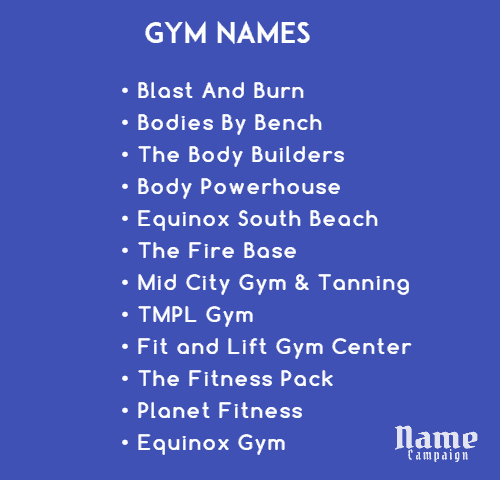 GYM NAMES
• Blast And Burn
• Bodies By Bench
• The Body Builders
• Body Powerhouse
• Equinox South Beach
• The Fire Base
• Mid City Gym & Tanning
• TMPL Gym
• Fit and Lift Gym Center
• The Fitness Pack
• Planet Fitness
• Equinox Gym
Name
Campaign